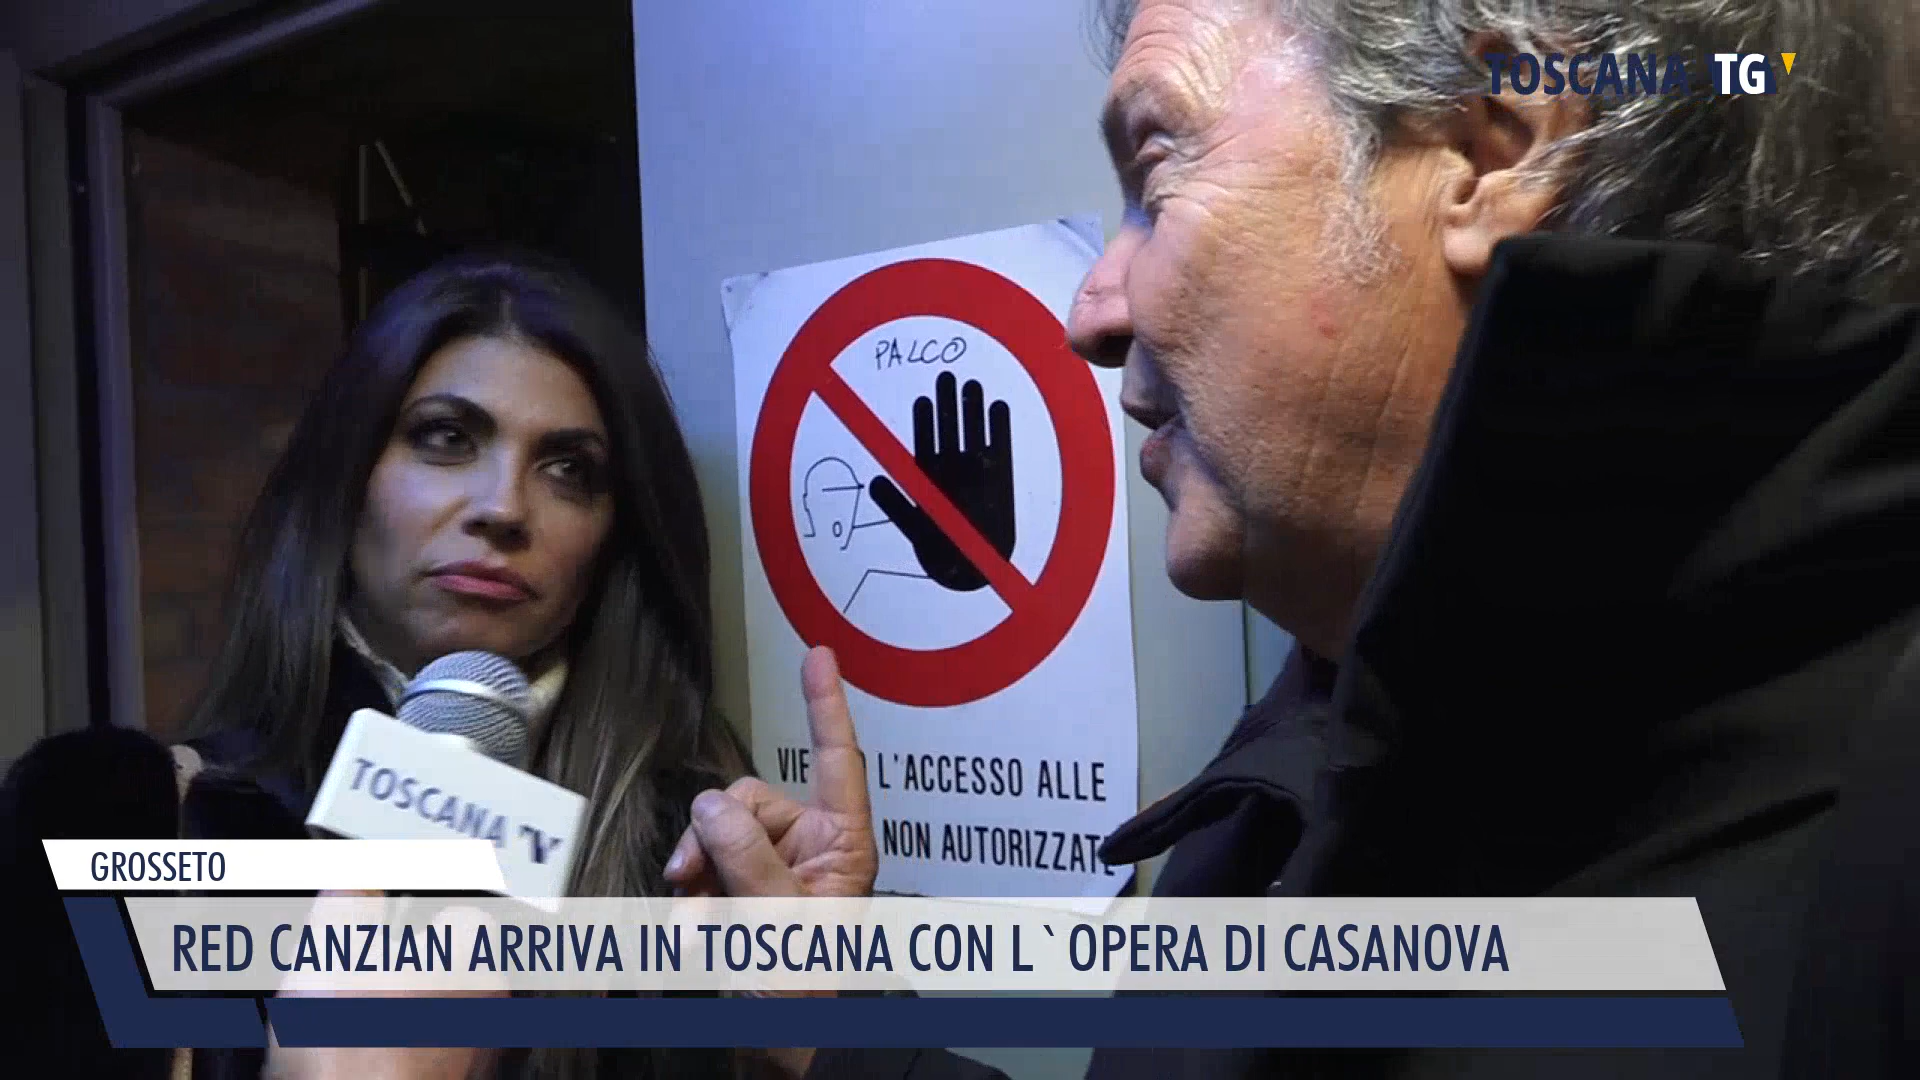 TOSCANA TG
PALCO
L'ACCESSO ALLE
NON AUTORIZZATE
TOSCANA TV
GROSSETO
RED CANZIAN ARRIVA IN TOSCANA CON L`OPERA DI CASANOVA